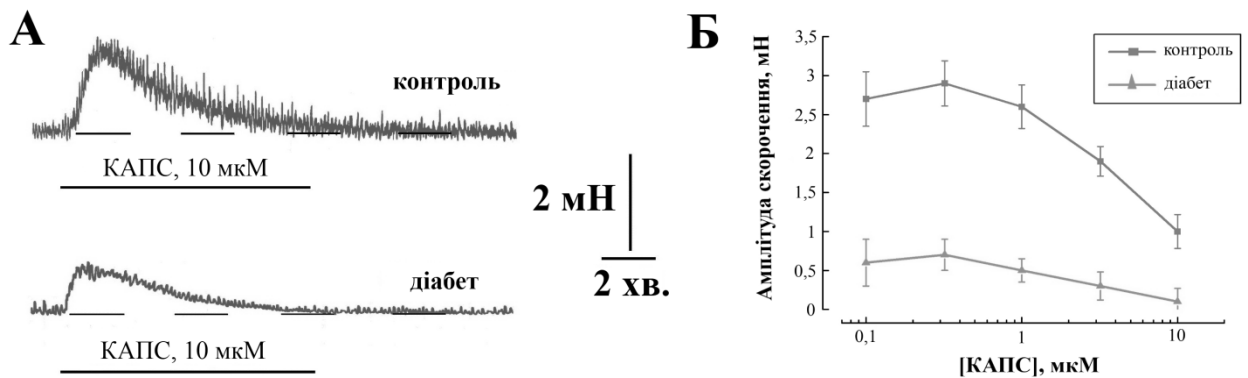 А
контроль
КАПС, 10 мкМ
2 мН
2 хв.
діабет
КАПС, 10 мкМ
Б
Амплітуда скорочення, мН
3,5
3
2,5
2
1,5
1
0,5
0
0,1
1
10
[КАПС], мкМ
контроль
діабет